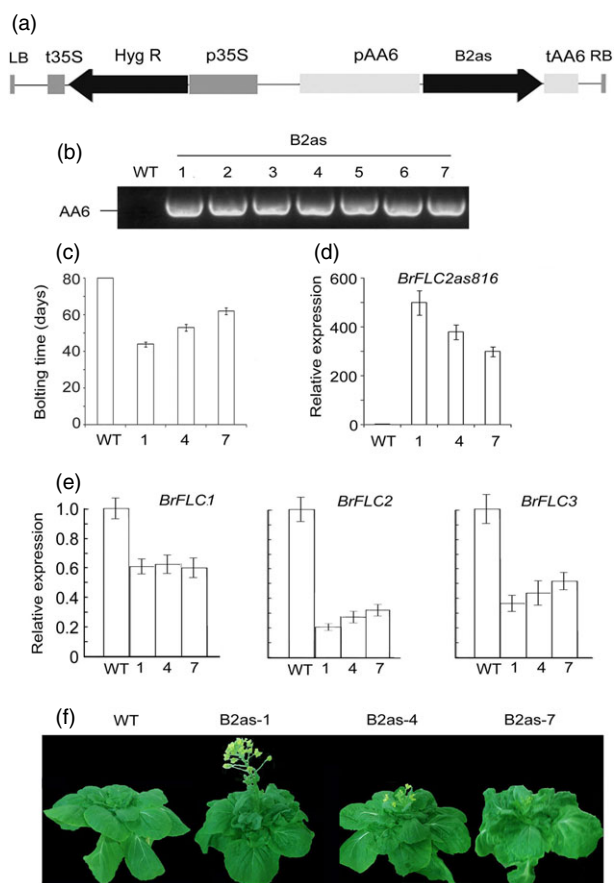 (a)
LB t35S Hyg R p35S pAA6 B2as tAA6 RB
(b)
B2as
WT 1 2 3 4 5 6 7
AA6
(c)
Bolting time (days)
80
60
40
20
0
WT 1 4 7
(d)
BrFLC2as816
Relative expression
600
400
200
0
WT 1 4 7
(e)
Relative expression
1.0
0.8
0.6
0.4
0.2
BrFLC1
WT 1 4 7
BrFLC2
WT 1 4 7
BrFLC3
WT 1 4 7
(f)
WT B2as-1 B2as-4 B2as-7